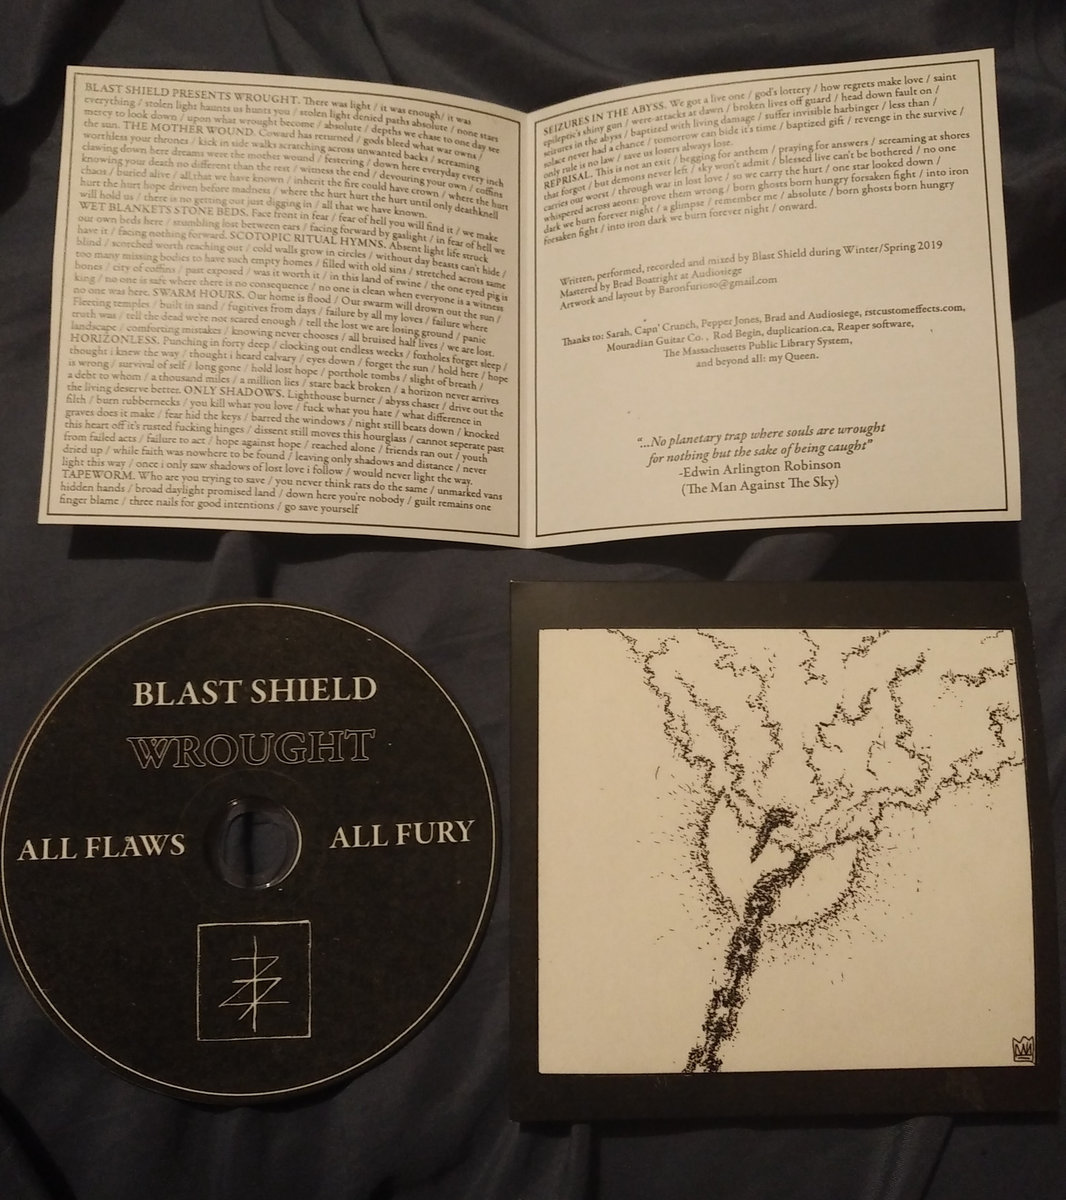 BLAST SHIELD PRESENTS WROUGHT. There was light / it was enough / it was
everything / stolen light haunts us hunts you / stolen light denied paths absolute / none stars
mercy to look down / upon what wrought become / absolute / depths we chase to one day see
the sun. THE MOTHER WOUND. Coward has returned / gods bleed what war owns /
worthless your thrones / kick in side walks scratching across unwanted backs / screaming
clawing down here dreams were the mother wound / festering / down here everyday every inch
knowing your death no different than the rest / witness the end / devouring your own / coffins
chaos / buried alive / all that we have known / inherit the fire could have crown / where the hurt
hurt the hurt hope driven before madness / where the hurt hurt the hurt until only deathknell
will hold us / there is no getting out just digging in / all that we have known.
WET BLANKETS STONE BEDS. Face front in fear / fear of hell you will find it / we make
our own beds here / stumbling lost between ears / facing forward by gaslight / in fear of hell we
have it / facing nothing forward. SCOTOPIC RITUAL HYMNS. Absent light life struck
blind / scorched worth reaching out / cold walls grow in circles / without day beasts can't hide /
too many missing bodies to have such empty homes / filled with old sins / stretched across same
bones / city of coffins / past exposed / was it worth it / in this land of swine / the one eyed pig is
king / no one is safe where there is no consequence / no one is clean when everyone is a witness
no one was here. SWARM HOURS. Our home is flood / Our swarm will drown out the sun /
Fleeting temples / built in sand / fugitives from days / failure by all my loves / failure where
truth was / tell the dead we're not scared enough / tell the lost we are losing ground / panic
landscape / comforting mistakes / knowing never chooses / all bruised half lives / we are lost.
HORIZONLESS. Punching in forty deep / clocking out endless weeks / foxholes forget sleep /
thought i knew the way / thought i heard calvary / eyes down / forget the sun / hold here / hope
is wrong / survival of self / long gone / hold lost hope / porthole tombs / slight of breath /
a debt to whom / a thousand miles / a million lies / stare back broken / a horizon never arrives
the living deserve better. ONLY SHADOWS. Lighthouse burner / abyss chaser / drive out the
filth / burn rubbernecks / you kill what you love / fuck what you hate / what difference in
graves does it make / fear hid the keys / barred the windows / night still beats down / knocked
this heart off it's rusted fucking hinges / dissent still moves this hourglass / cannot seperate past
from failed acts / failure to act / hope against hope / reached alone / friends ran out / youth
dried up / while faith was nowhere to be found / leaving only shadows and distance / never
light this way / once i only saw shadows of lost love i follow / would never light the way.
TAPEWORM. Who are you trying to save / you never think rats do the same / unmarked vans
hidden hands / broad daylight promised land / down here you're nobody / guilt remains one
finger blame / three nails for good intentions / go save yourself
SEIZURES IN THE ABYSS. We got a live one / god's lottery / how regrets make love / saint
epileptic's shiny gun / were attacks at dawn / broken lives off guard / head down fault on /
seizures in the abyss / baptized with living damage / suffer invisible harbinger / less than /
solace never had a chance / tomorrow can bide it's time / baptized gift / revenge in the survive /
only rule is no law / save us losers always lose.
REPRISAL. This is not an exit / begging for anthem / praying for answers / screaming at shores
that forgot / but demons never left / sky won't admit / blessed live can't be bothered / no one
carries our worst / through war in lost love / so we carry the hurt / one star looked down /
whispered across aeons: prove them wrong / born ghosts born hungry forsaken fight / into iron
dark we burn forever night / a glimpse / remember me / absolute / born ghosts born hungry
forsaken fight / into iron dark we burn forever night / onward.
Written, performed, recorded and mixed by Blast Shield during Winter/Spring 2019
Mastered by Brad Boatright at Audiosiege
Artwork and layout by Baronfurioso@gmail.com
Thanks to: Sarah, Capn' Crunch, Pepper Jones, Brad and Audiosiege, rstcustomeffects.com,
Mouradian Guitar Co. , Rod Begin, duplication.ca, Reaper software,
The Massachusetts Public Library System,
and beyond all: my Queen.
"...No planetary trap where souls are wrought
for nothing but the sake of being caught"
-Edwin Arlington Robinson
(The Man Against The Sky)
BLAST SHIELD
WROUGHT
ALL FLAWS
ALL FURY